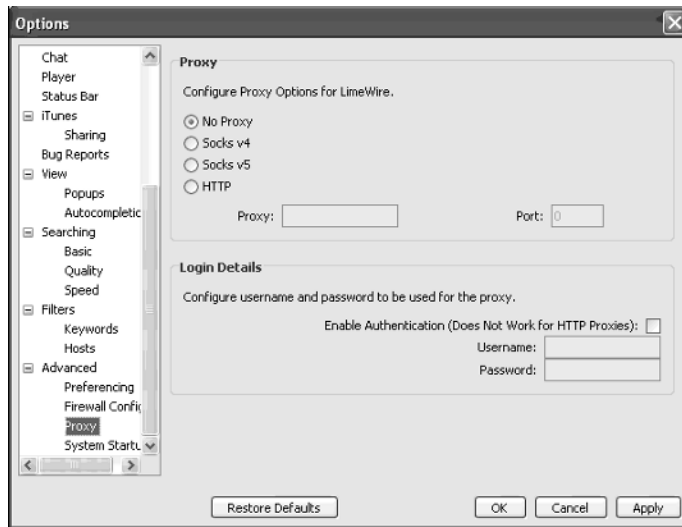 Options
Chat
Player
Status Bar
iTunes
Sharing
Bug Reports
View
Popups
Autocompletic
Searching
Basic
Quality
Speed
Filters
Keywords
Hosts
Advanced
Preferencing
Firewall Config
Proxy
System Startu
Proxy
Configure Proxy Options for LimeWire.
No Proxy
Socks v4
Socks v5
HTTP
Proxy: Port: 0
Login Details
Configure username and password to be used for the proxy.
Enable Authentication (Does Not Work for HTTP Proxies):
Username:
Password:
Restore Defaults OK Cancel Apply